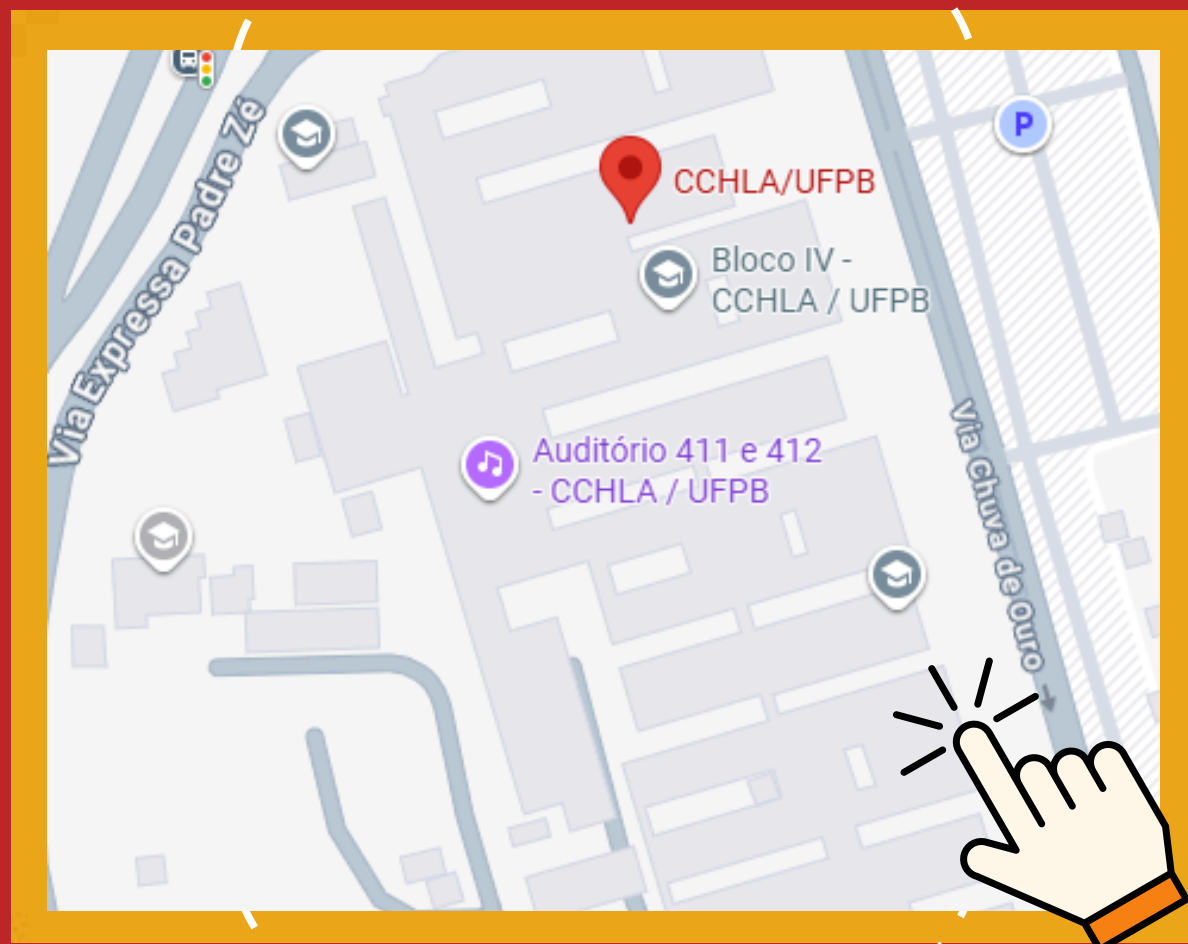 Via Expressa Padre Zé
P
CCHLA/UFPB
Bloco IV -
CCHLA / UFPB
Auditório 411 e 412
- CCHLA / UFPB
Via Chuva de Ouro